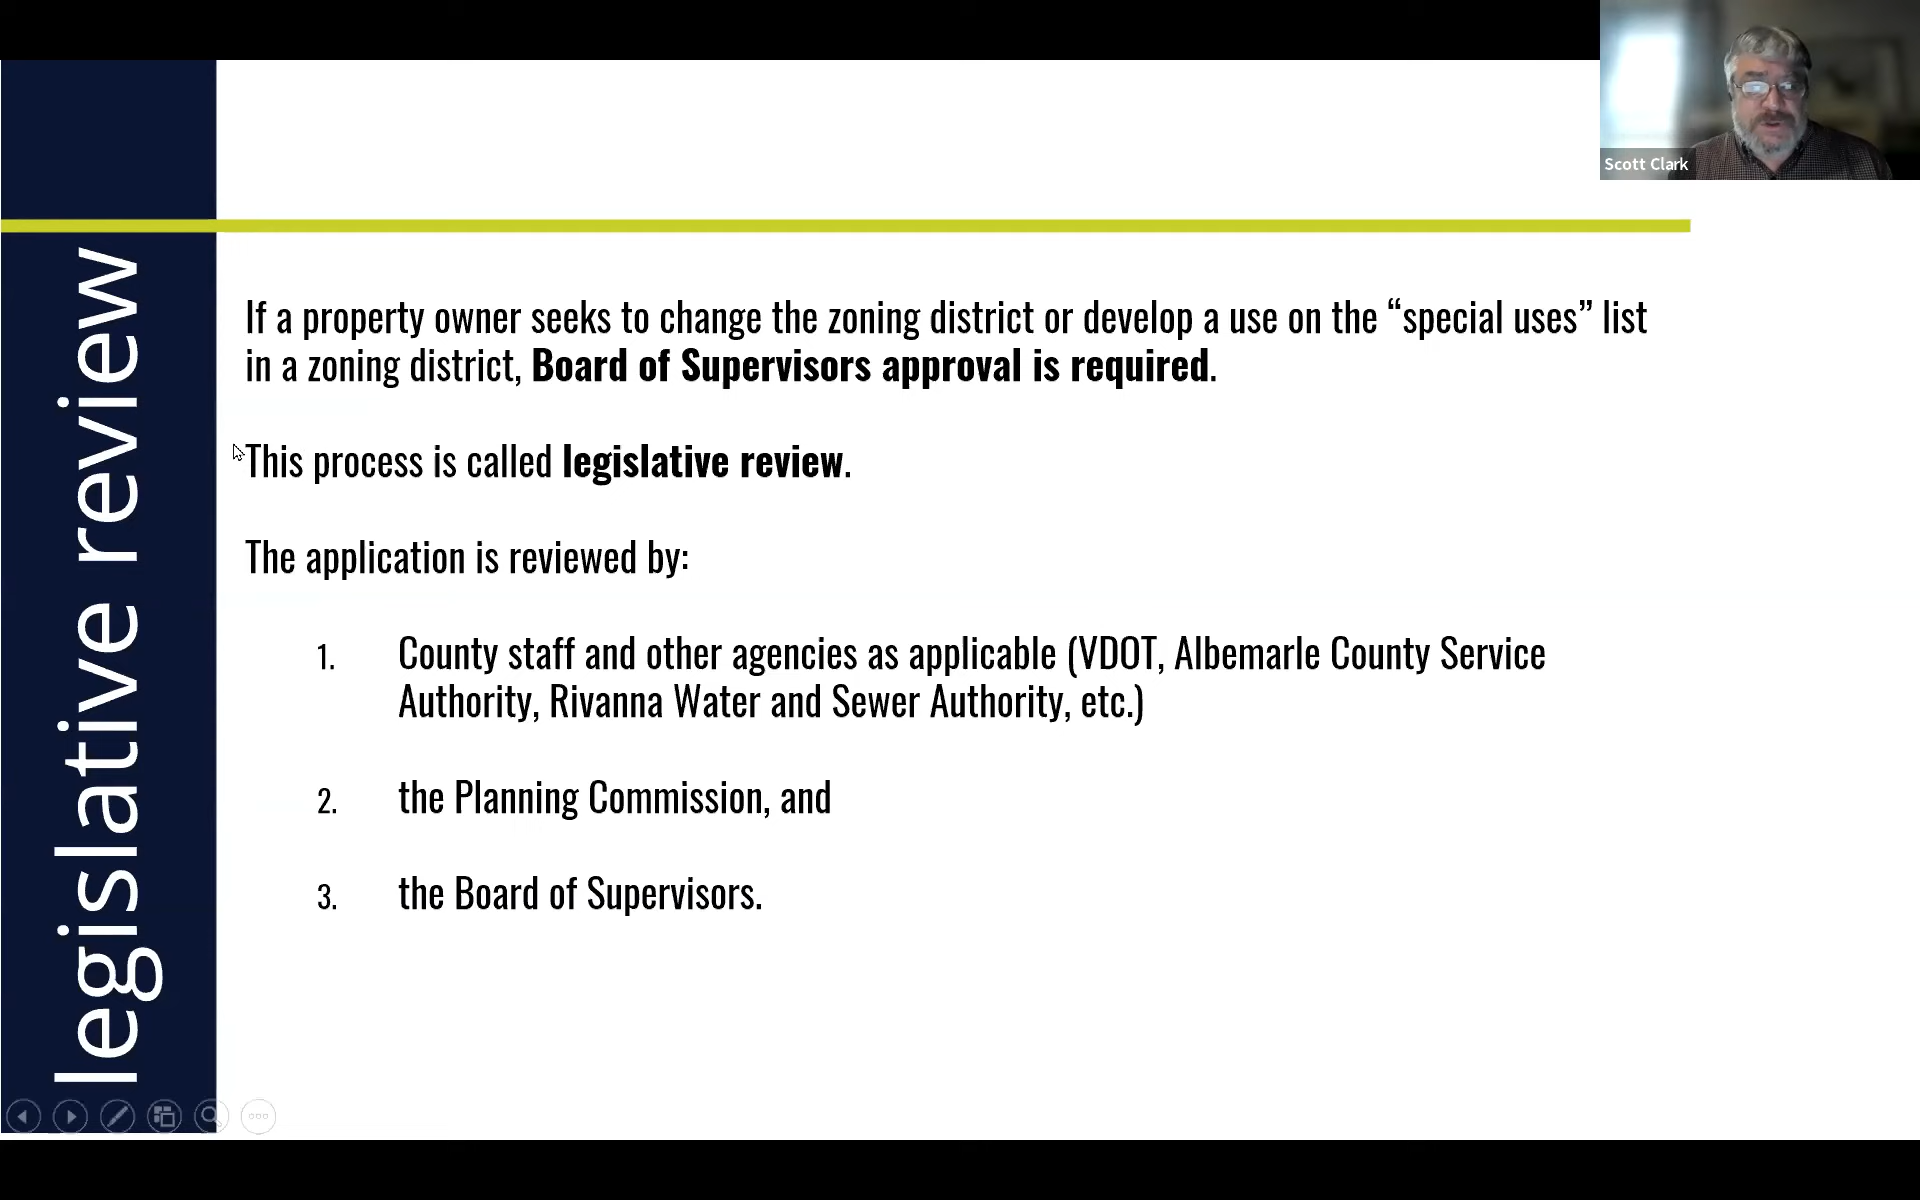 Scott Clark
legislative review
If a property owner seeks to change the zoning district or develop a use on the “special uses” list
in a zoning district, Board of Supervisors approval is required.
This process is called legislative review.
The application is reviewed by:
1. County staff and other agencies as applicable (VDOT, Albemarle County Service
Authority, Rivanna Water and Sewer Authority, etc.)
2. the Planning Commission, and
3. the Board of Supervisors.